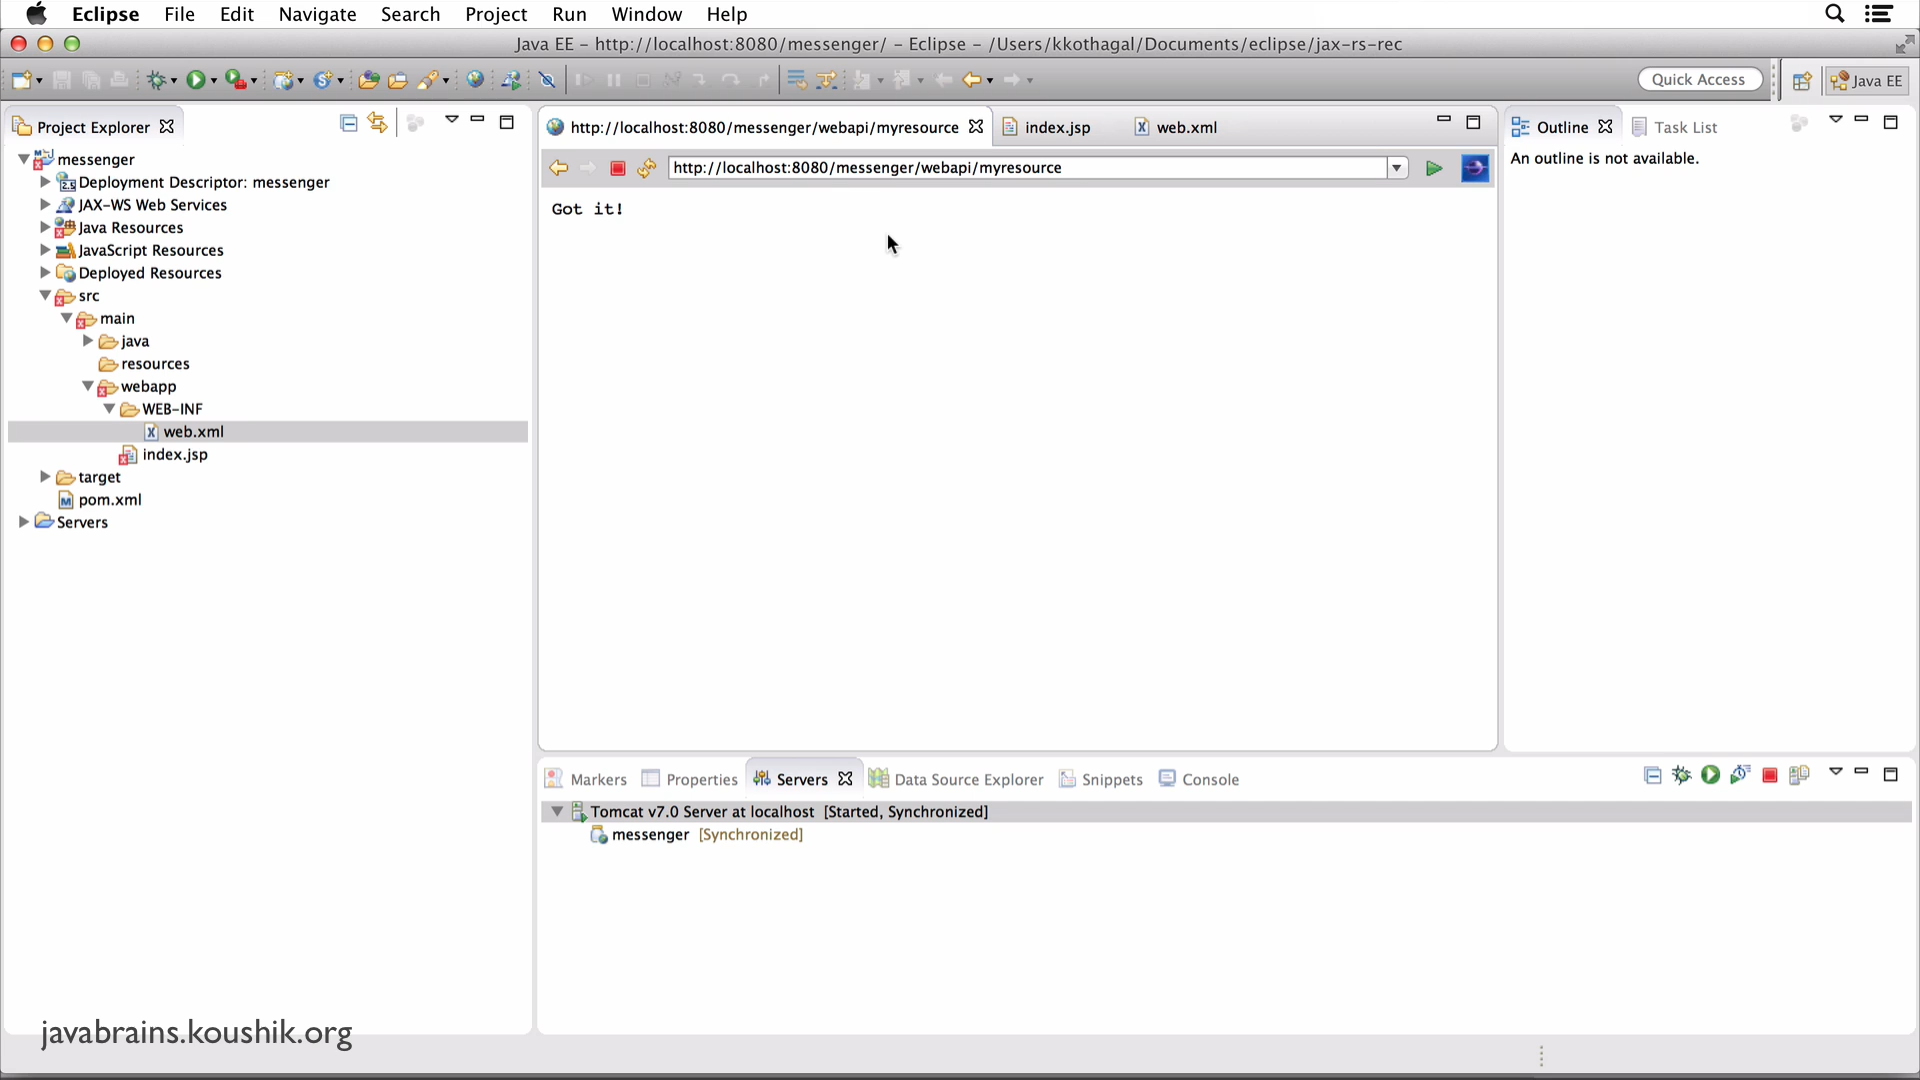 Eclipse File Edit Navigate Search Project Run Window Help
Java EE – http://localhost:8080/messenger/ – Eclipse – /Users/kkothagal/Documents/eclipse/jax-rs-rec
Quick Access
Java EE
Project Explorer
http://localhost:8080/messenger/webapi/myresource
index.jsp
web.xml
Outline
Task List
messenger
Deployment Descriptor: messenger
JAX-WS Web Services
Java Resources
JavaScript Resources
Deployed Resources
src
main
java
resources
webapp
WEB-INF
web.xml
index.jsp
target
pom.xml
Servers
http://localhost:8080/messenger/webapi/myresource
Got it!
An outline is not available.
Markers Properties Servers Data Source Explorer Snippets Console
Tomcat v7.0 Server at localhost [Started, Synchronized]
messenger [Synchronized]
javabrains.koushik.org